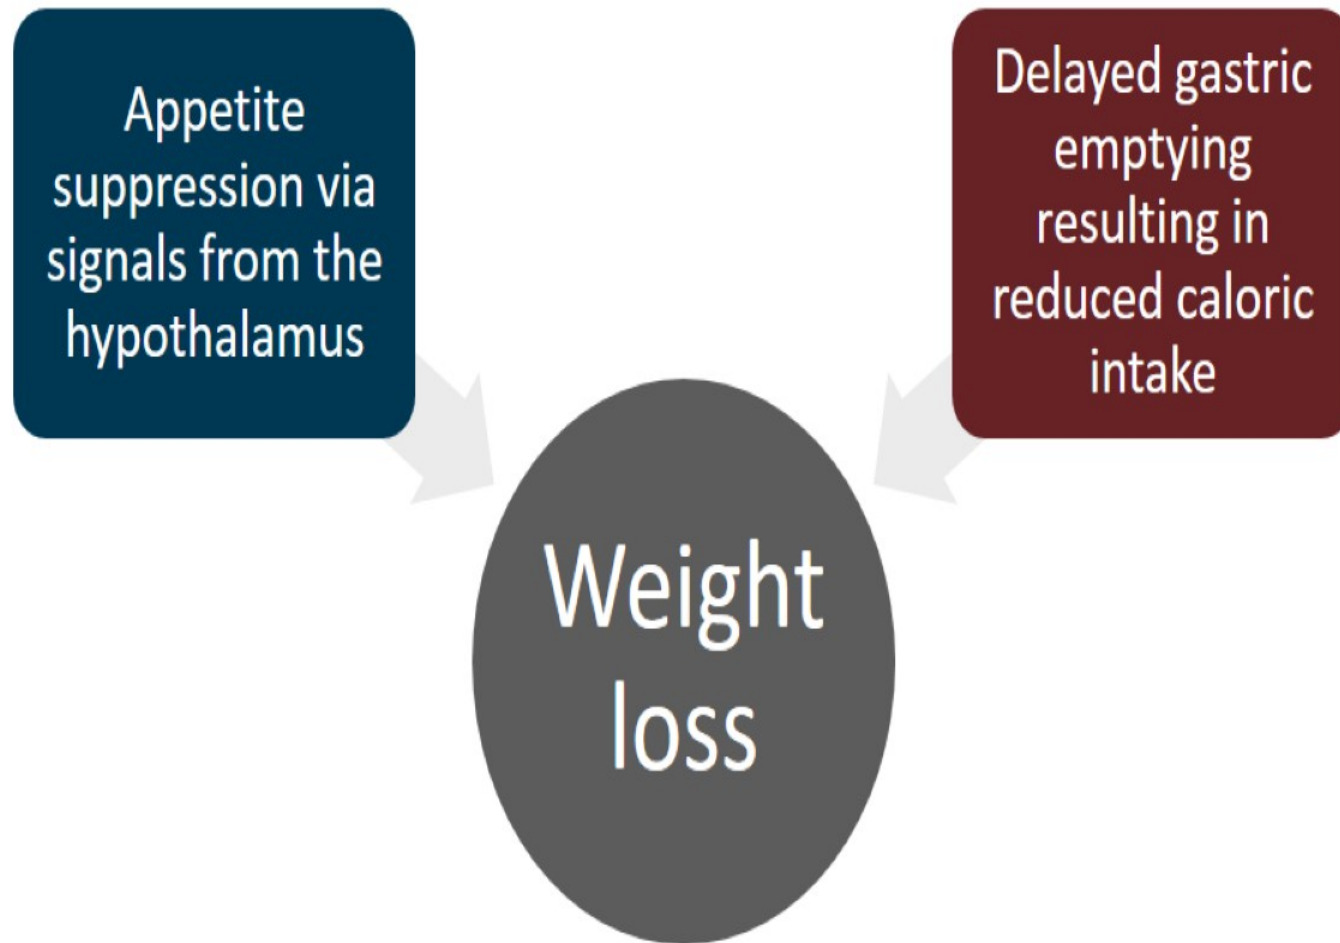 Appetite
suppression via
signals from the
hypothalamus
Delayed gastric
emptying
resulting in
reduced caloric
intake
Weight
loss